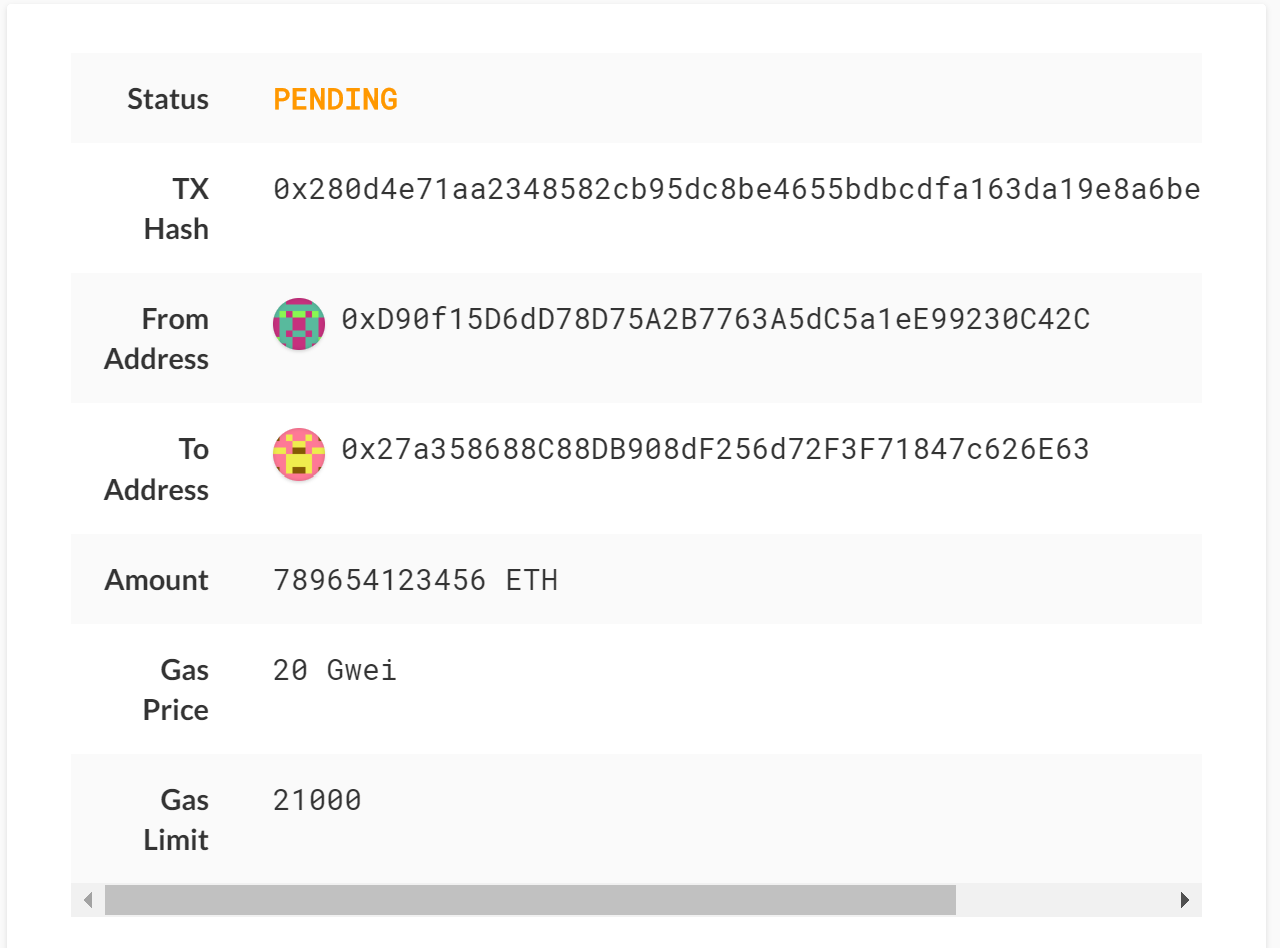 Status PENDING
TX Hash 0x280d4e71aa2348582cb95dc8be4655bdbcdfa163da19e8a6be
From Address 0xD90f15D6dD78D75A2B7763A5dC5a1eE99230C42C
To Address 0x27a358688C88DB908dF256d72F3F71847c626E63
Amount 789654123456 ETH
Gas Price 20 Gwei
Gas Limit 21000